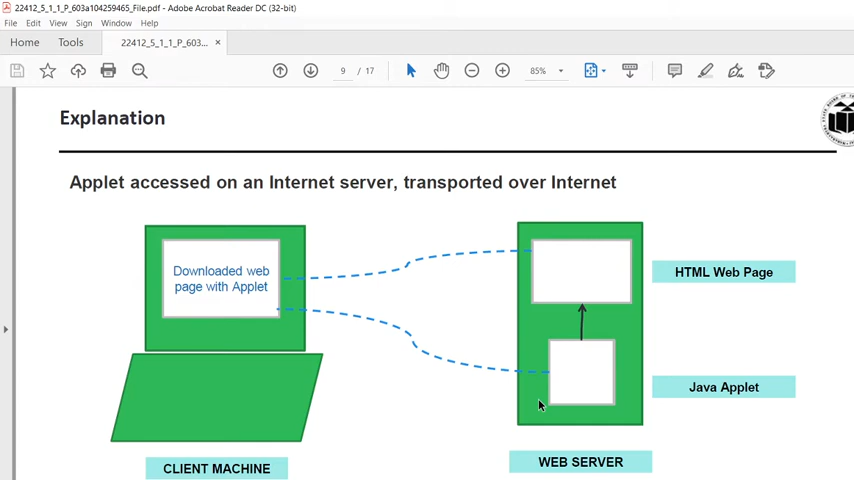 22412_5_1_1_P_603a104259465_File.pdf - Adobe Acrobat Reader DC (32-bit)
File Edit View Sign Window Help
Home Tools 22412_5_1_1_P_603... ×
9 / 17 85%
Explanation
Applet accessed on an Internet server, transported over Internet
Downloaded web
page with Applet
HTML Web Page
Java Applet
CLIENT MACHINE
WEB SERVER